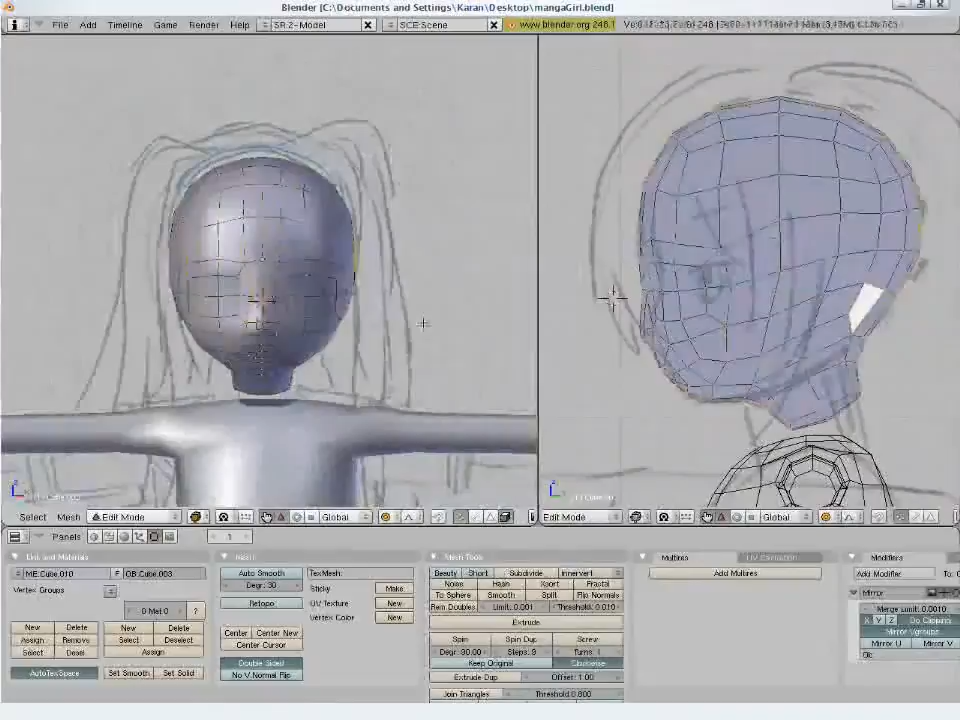 Blender [C:\Documents and Settings\Karan\Desktop\mangaGirl.blend]
File Add Timeline Game Render Help SR:2-Model SCE:Scene www.blender.org 248.1
Select Mesh Edit Mode Global
Edit Mode Global
Panels 1
Link and Materials
ME:Cube.010 F OB:Cube.003
Vertex Groups
0 Mat 0 ?
New Delete New Delete
Assign Remove Select Deselect
Select Desel Assign
AutoTexSpace Set Smooth Set Solid
Mesh
Auto Smooth
Degr: 30
Retopo
Center Center New
Center Cursor
Double Sided
No V.Normal Flip
TexMesh:
Sticky Make
UV Texture New
Vertex Color New
Mesh Tools
Beauty Short Subdivide Innervert
Noise Hash Xsort Fractal
To Sphere Smooth Split Flip Normals
Rem Doubles Limit: 0.001 Threshold: 0.010
Extrude
Spin Spin Dup Screw
Degr: 90.00 Steps: 9 Turns: 1
Keep Original Clockwise
Extrude Dup Offset: 1.00
Join Triangles Threshold 0.800
Multires
Add Multires
Modifiers
Add Modifier To:
Mirror
Merge Limit: 0.0010
X Y Z Do Clipping
Mirror Vgroups
Mirror U Mirror V